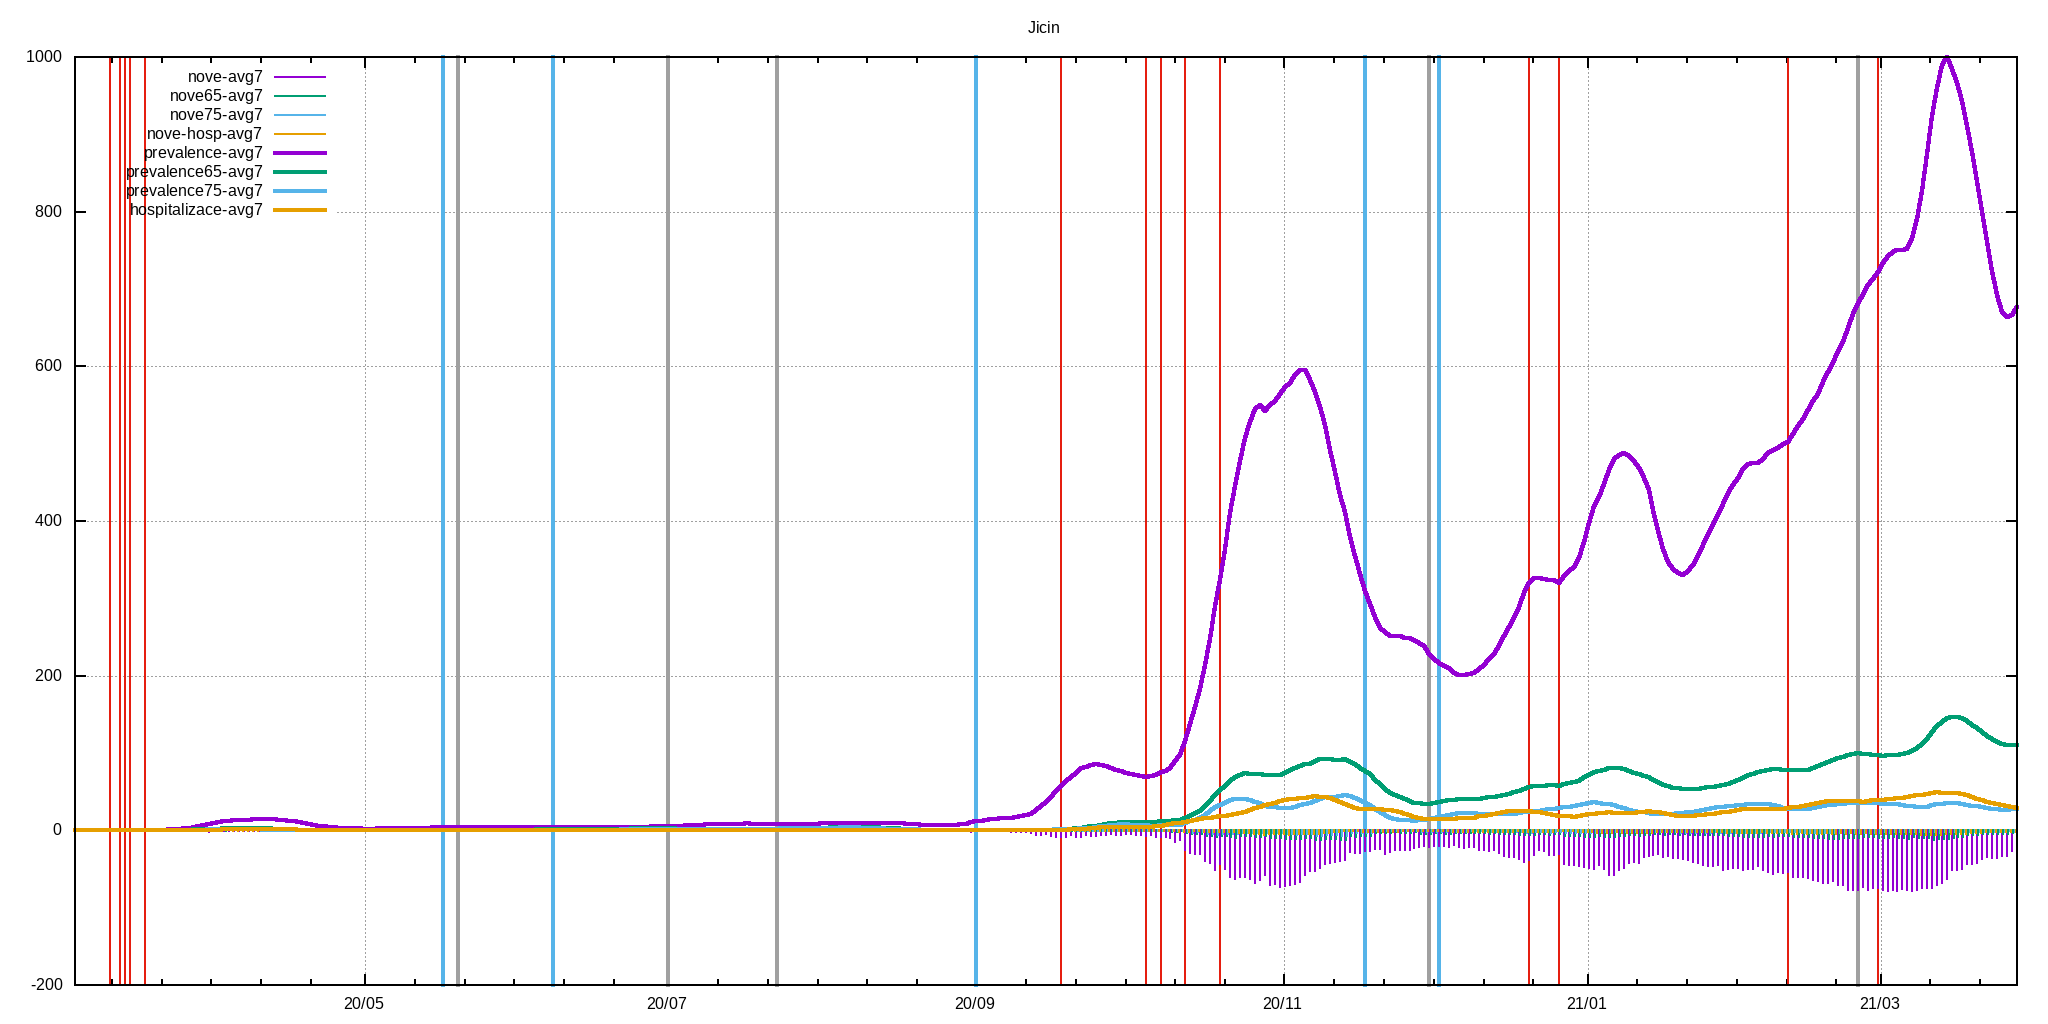 Jicin
1000
nove-avg7
nove65-avg7
nove75-avg7
nove-hosp-avg7
prevalence-avg7
prevalence65-avg7
prevalence75-avg7
hospitalizace-avg7
800
600
400
200
0
-200
20/05 20/07 20/09 20/11 21/01 21/03